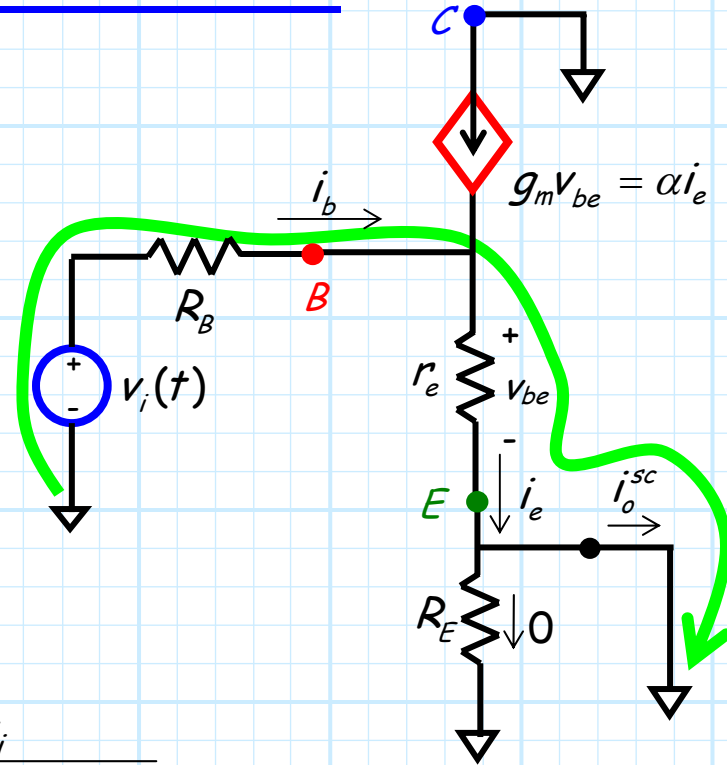 C
g_m v_be = αi_e
i_b
R_B
B
+
r_e
v_be
+
v_i(t)
-
-
E
i_e
i_o^sc
R_E
0